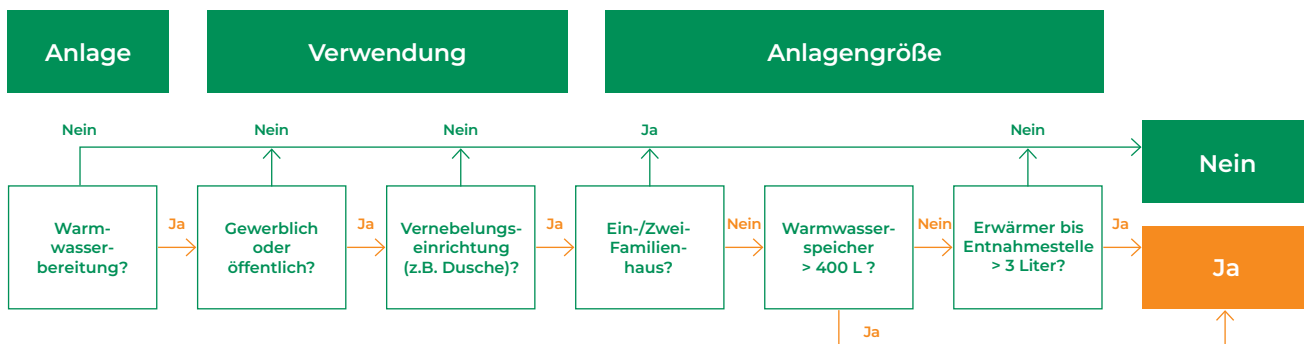 Anlage
Verwendung
Anlagengröße
Nein
Nein
Nein
Ja
Nein
Nein
Warm-
wasser-
bereitung?
Ja
Gewerblich
oder
öffentlich?
Ja
Vernebelungs-
einrichtung
(z.B. Dusche)?
Ja
Ein-/Zwei-
Familien-
haus?
Nein
Warmwasser-
speicher
> 400 L ?
Nein
Erwärmer bis
Entnahmestelle
> 3 Liter?
Ja
Ja
Ja